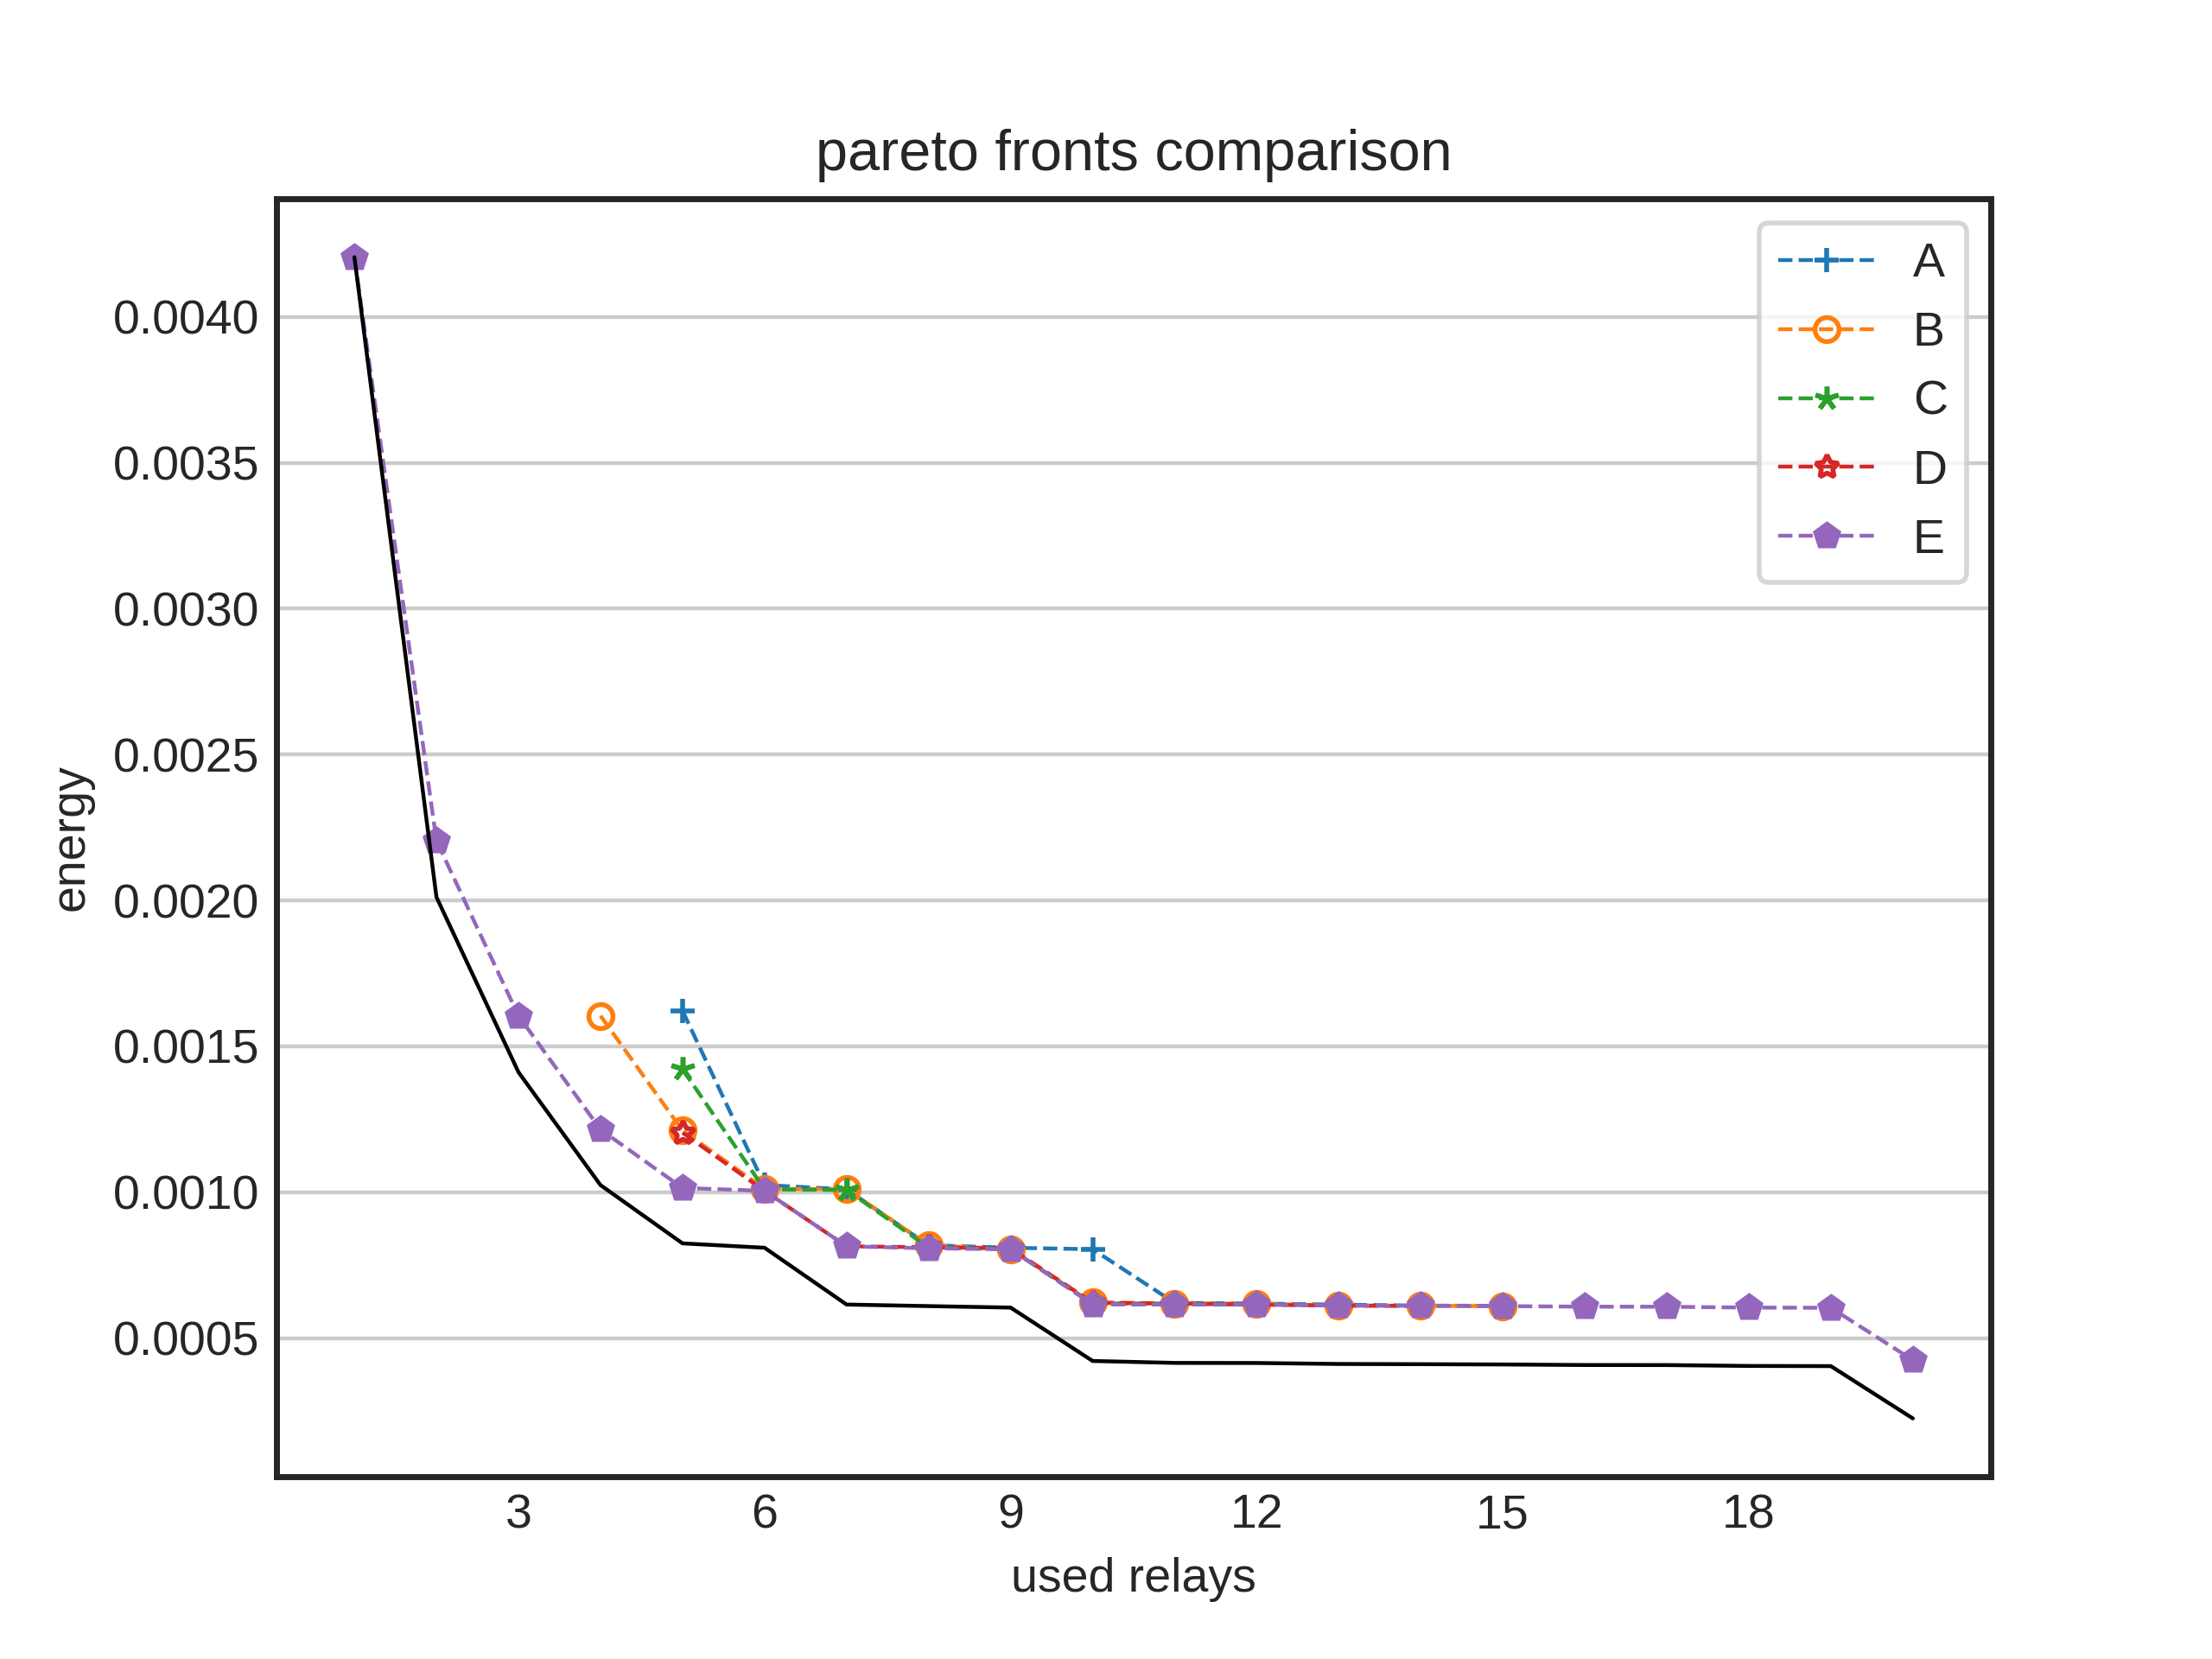 pareto fronts comparison
A
B
C
D
E
0.0040
0.0035
0.0030
0.0025
0.0020
0.0015
0.0010
0.0005
energy
3 6 9 12 15 18
used relays